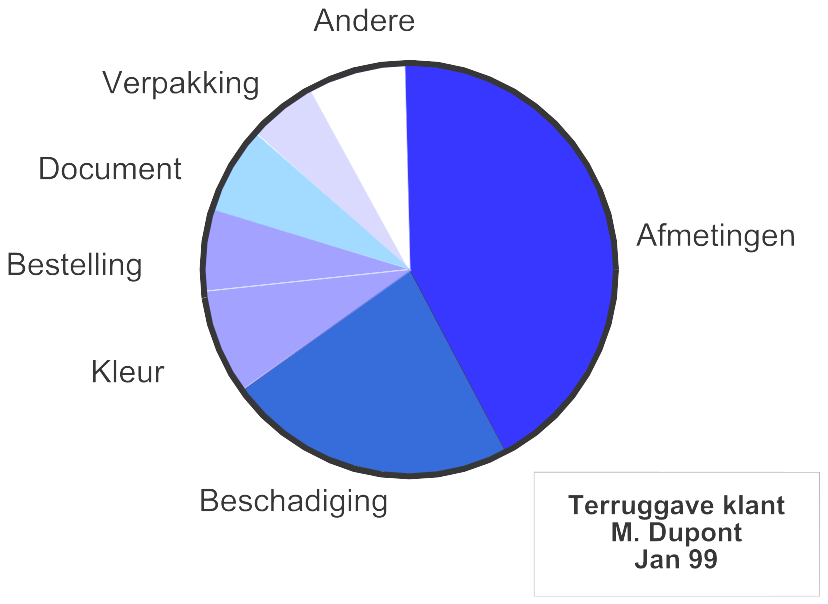 Andere
Verpakking
Document
Afmetingen
Bestelling
Kleur
Beschadiging
Terruggave klant
M. Dupont
Jan 99